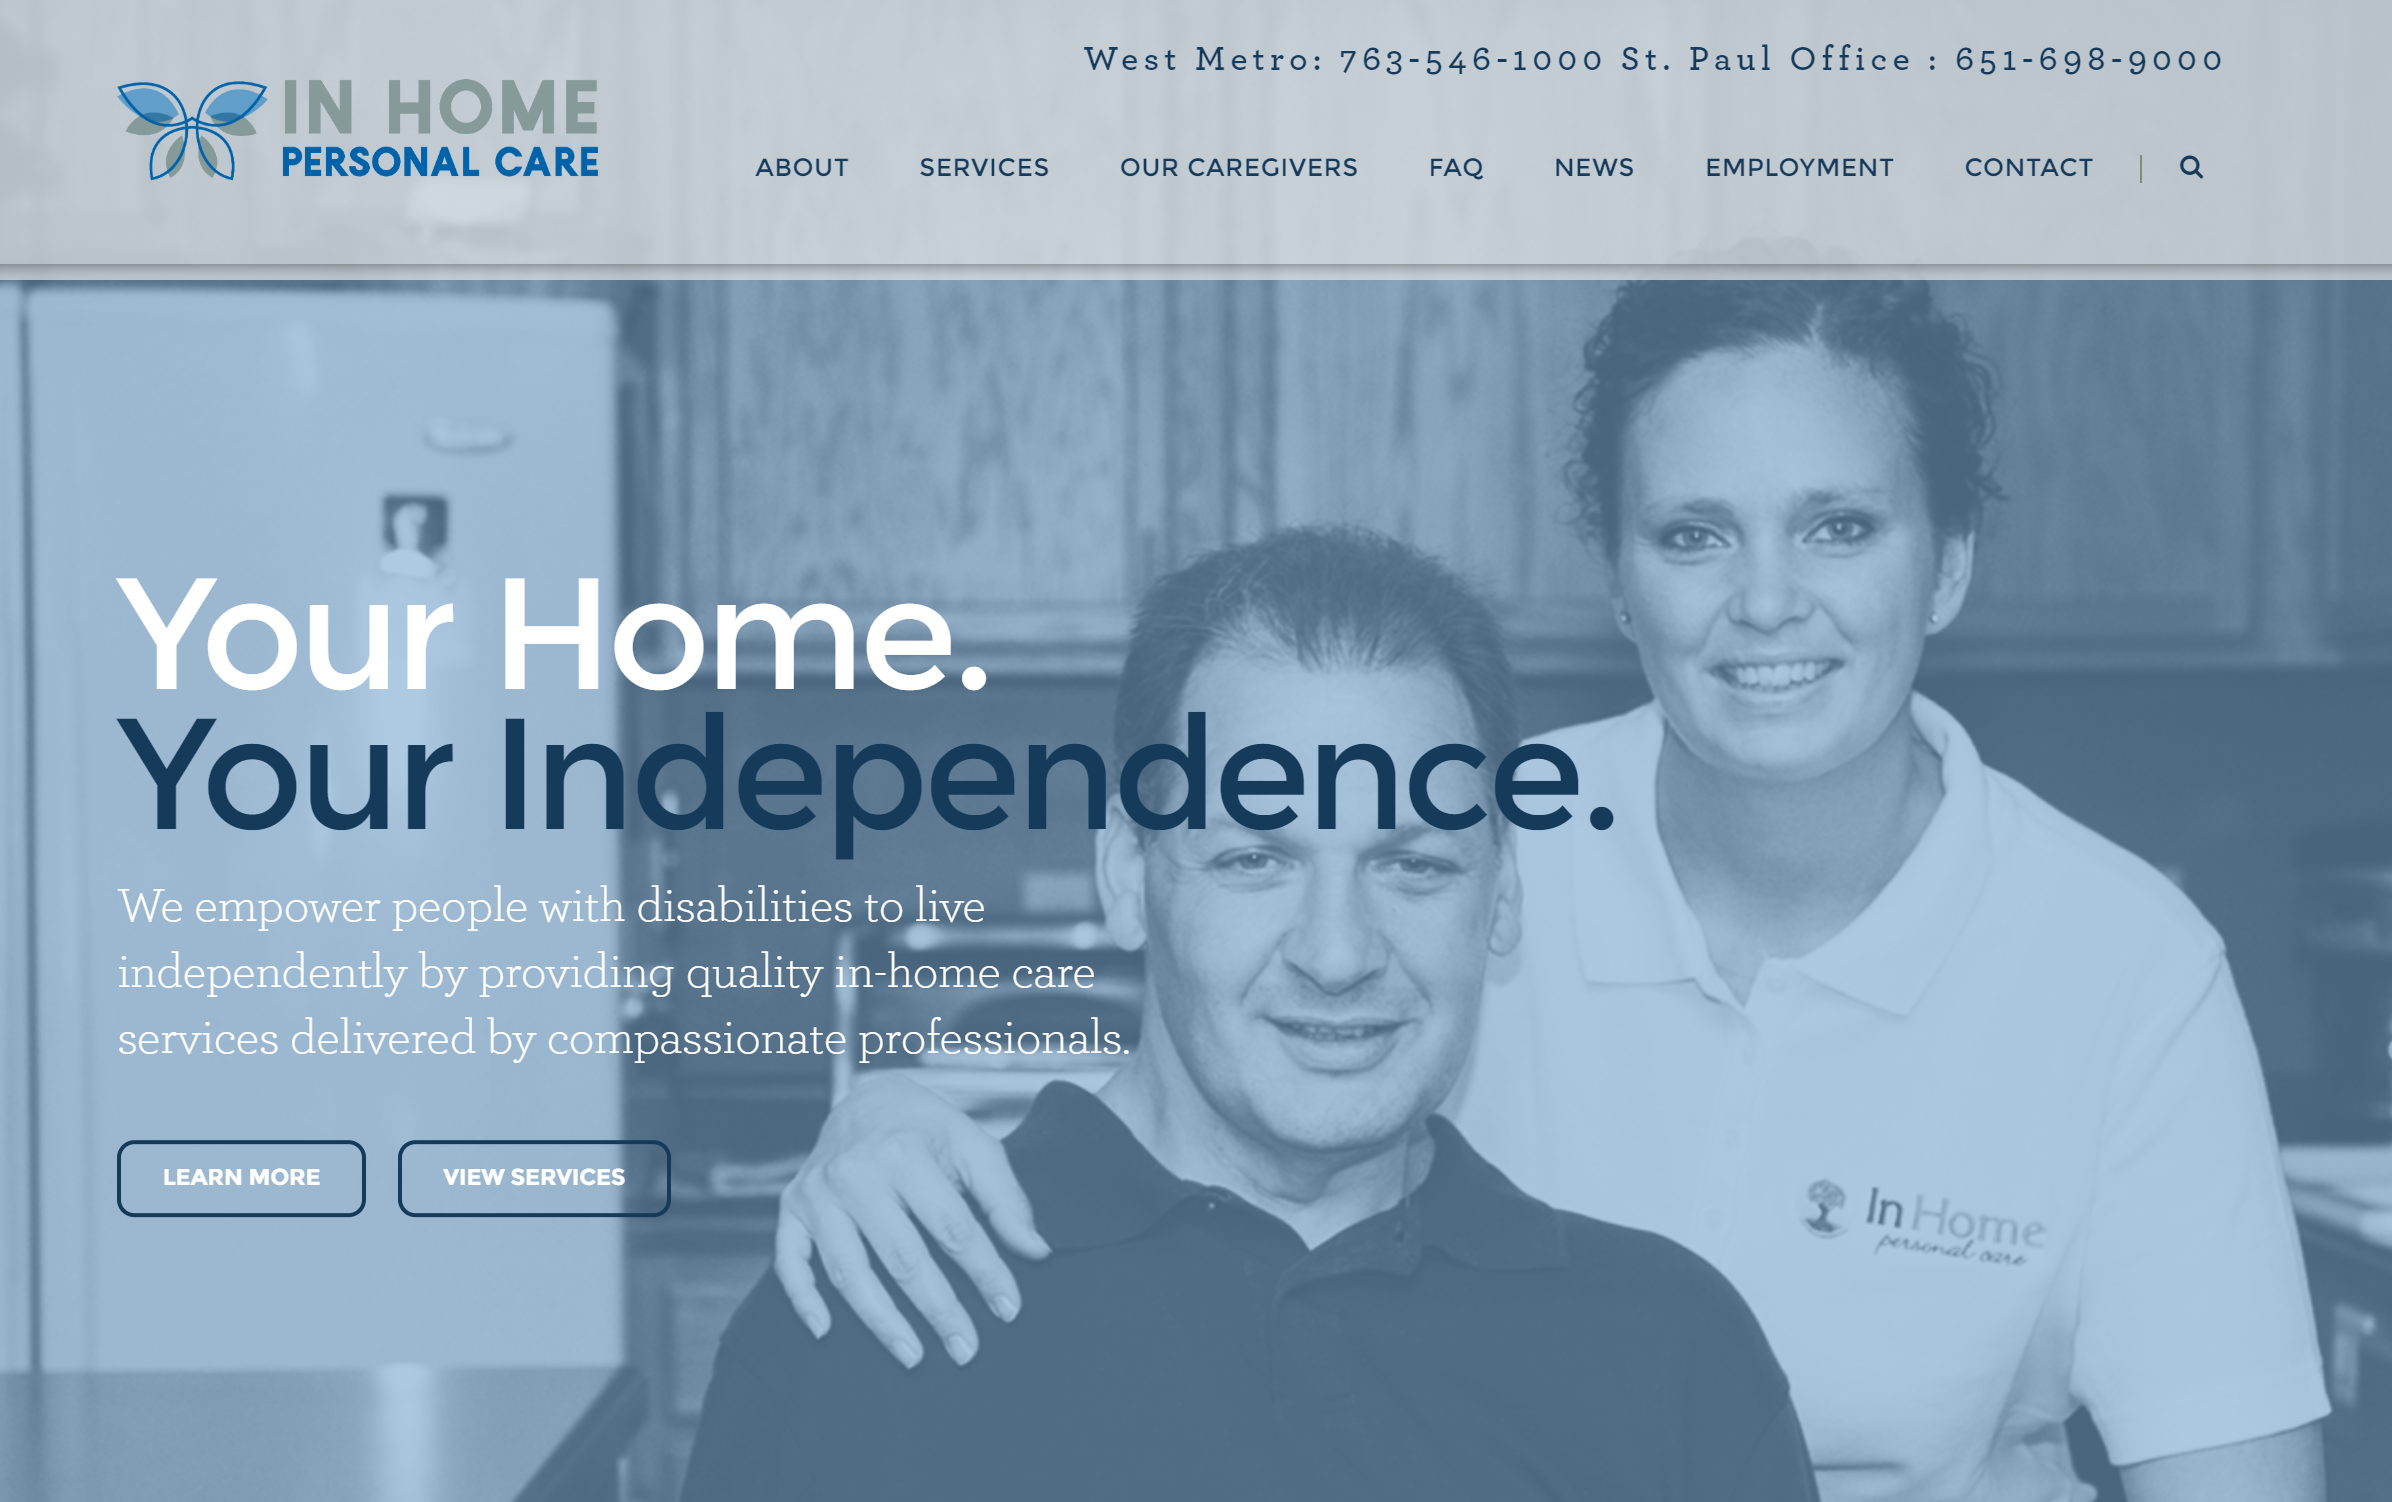 West Metro: 763-546-1000 St. Paul Office : 651-698-9000
IN HOME
PERSONAL CARE
ABOUT SERVICES OUR CAREGIVERS FAQ NEWS EMPLOYMENT CONTACT
Your Home.
Your Independence.
We empower people with disabilities to live
independently by providing quality in-home care
services delivered by compassionate professionals.
LEARN MORE VIEW SERVICES
In Home
personal care